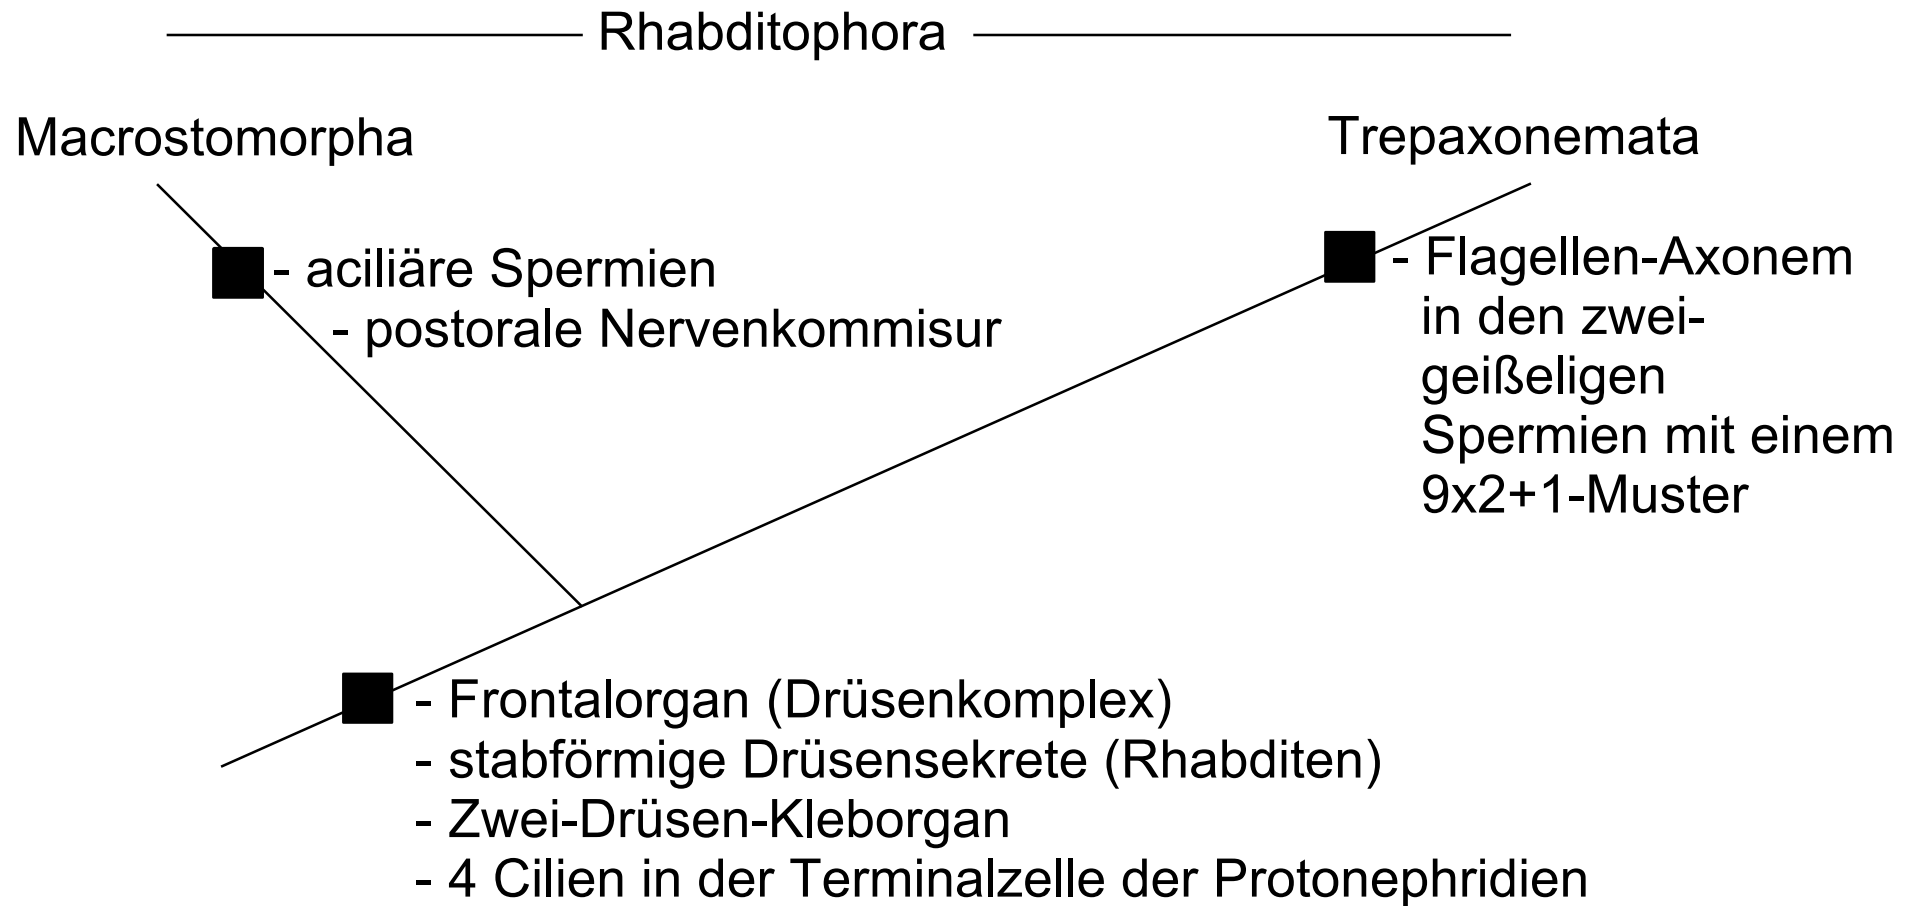 Rhabditophora
Macrostomorpha
Trepaxonemata
- aciliäre Spermien
- postorale Nervenkommisur
- Flagellen-Axonem
in den zwei-
geißeligen
Spermien mit einem
9x2+1-Muster
- Frontalorgan (Drüsenkomplex)
- stabförmige Drüsensekrete (Rhabditen)
- Zwei-Drüsen-Kleborgan
- 4 Cilien in der Terminalzelle der Protonephridien